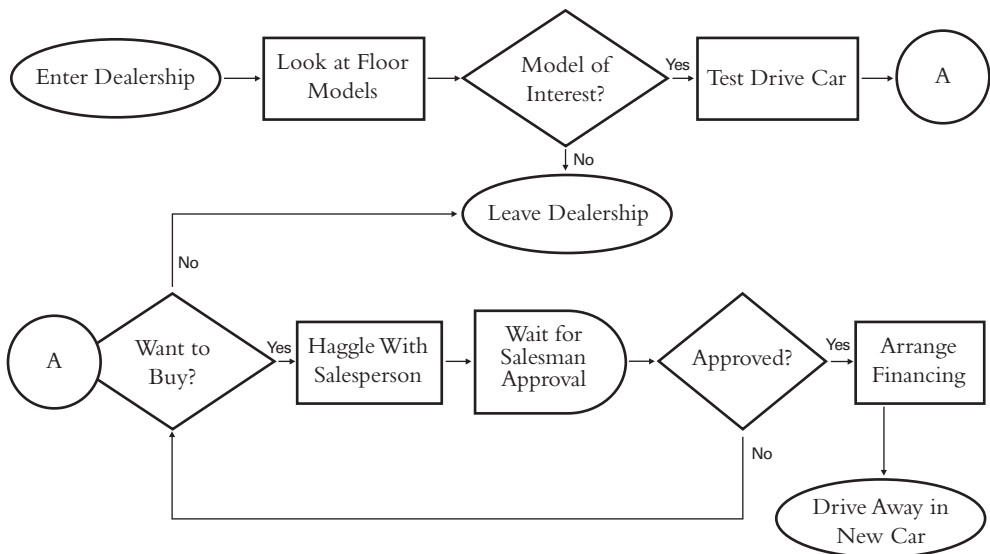 Enter Dealership
Look at Floor
Models
Model of
Interest?
Yes
Test Drive Car
A
No
Leave Dealership
No
A
Want to
Buy?
Yes
Haggle With
Salesperson
Wait for
Salesman
Approval
Approved?
Yes
Arrange
Financing
No
Drive Away in
New Car